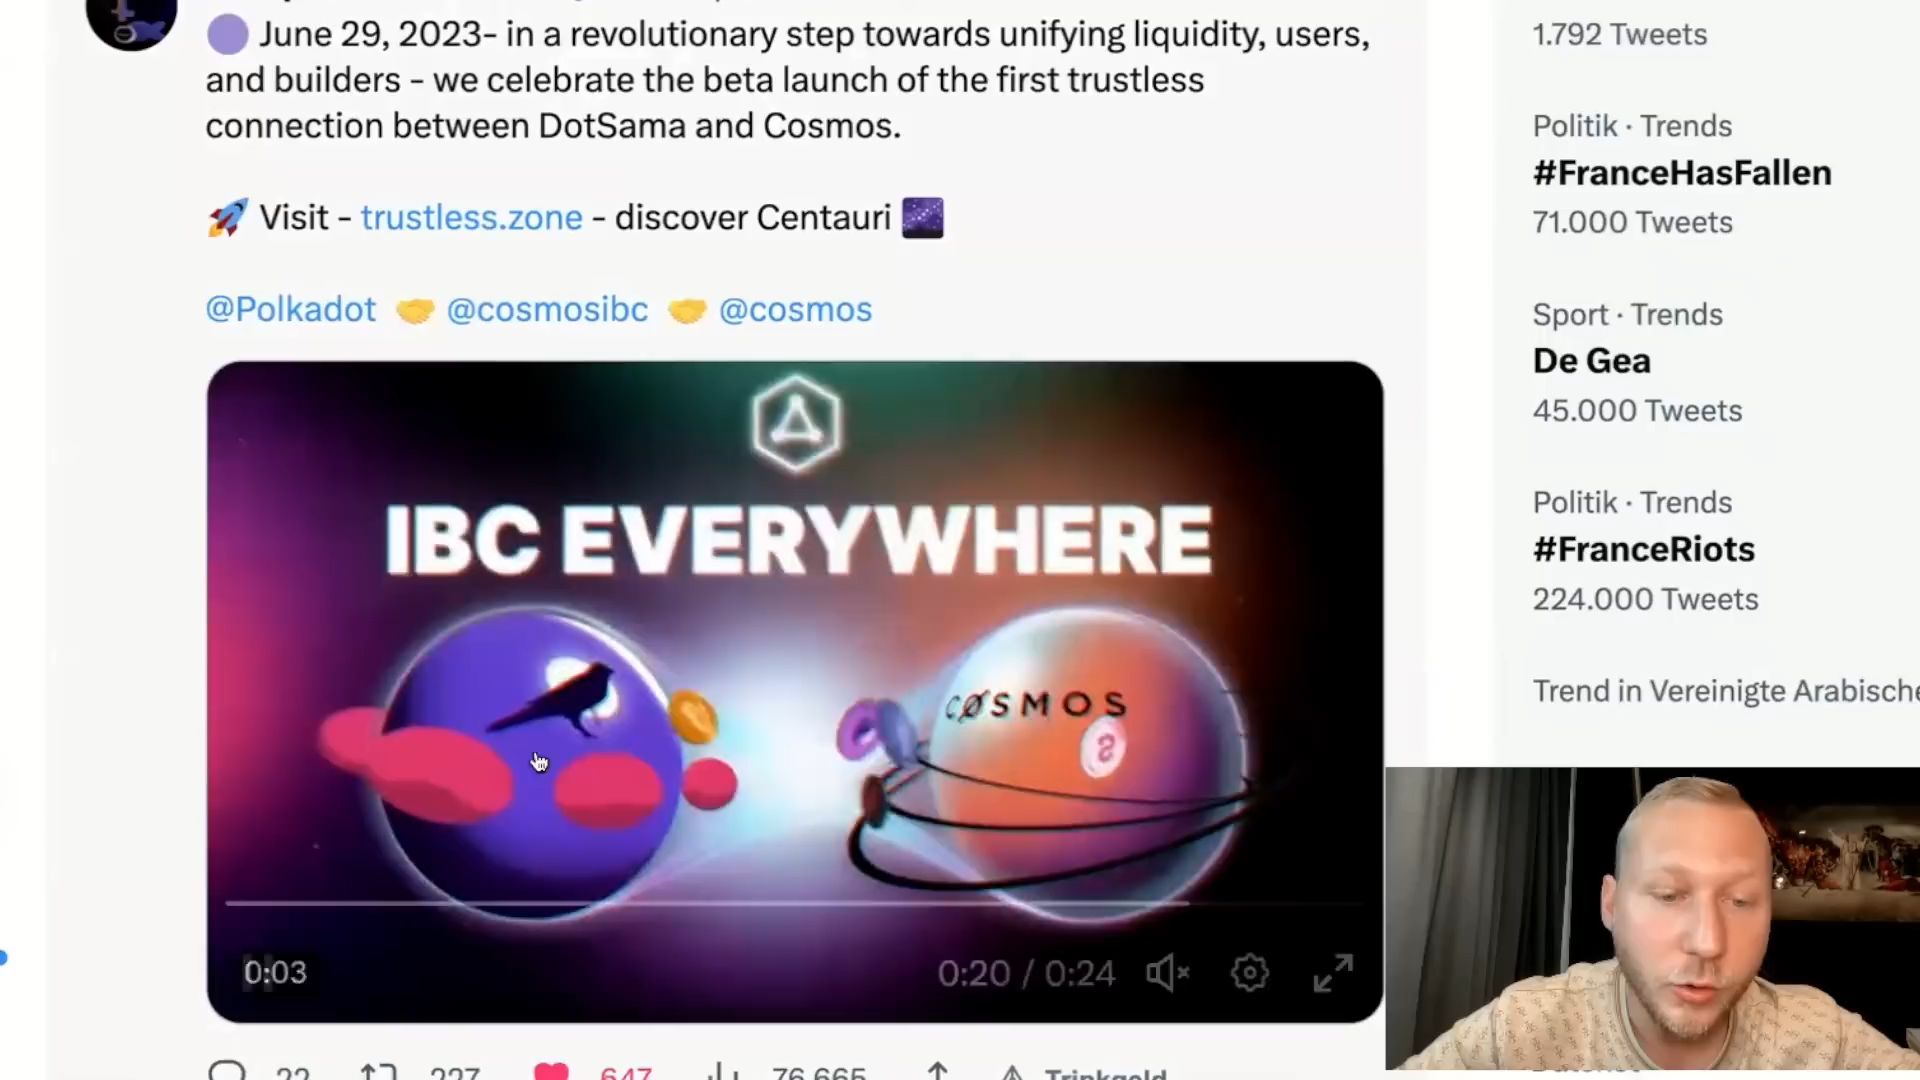 June 29, 2023- in a revolutionary step towards unifying liquidity, users,
and builders - we celebrate the beta launch of the first trustless
connection between DotSama and Cosmos.
Visit - trustless.zone - discover Centauri
@Polkadot @cosmosibc @cosmos
IBC EVERYWHERE
COSMOS
0:03
0:20 / 0:24
227
647
76.665
1.792 Tweets
Politik · Trends
#FranceHasFallen
71.000 Tweets
Sport · Trends
De Gea
45.000 Tweets
Politik · Trends
#FranceRiots
224.000 Tweets
Trend in Vereinigte Arabische